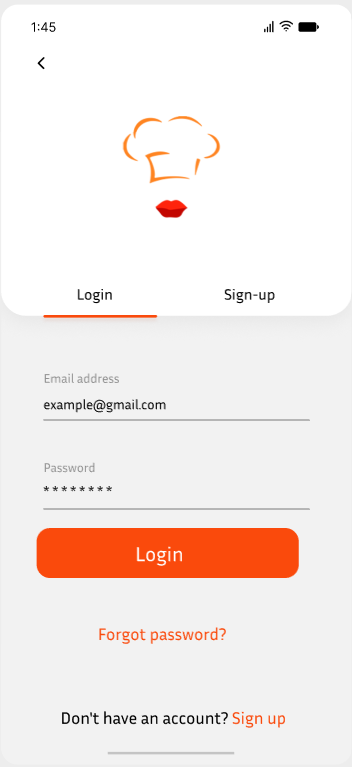 1:45
Login Sign-up
Email address
example@gmail.com
Password
********
Login
Forgot password?
Don't have an account? Sign up